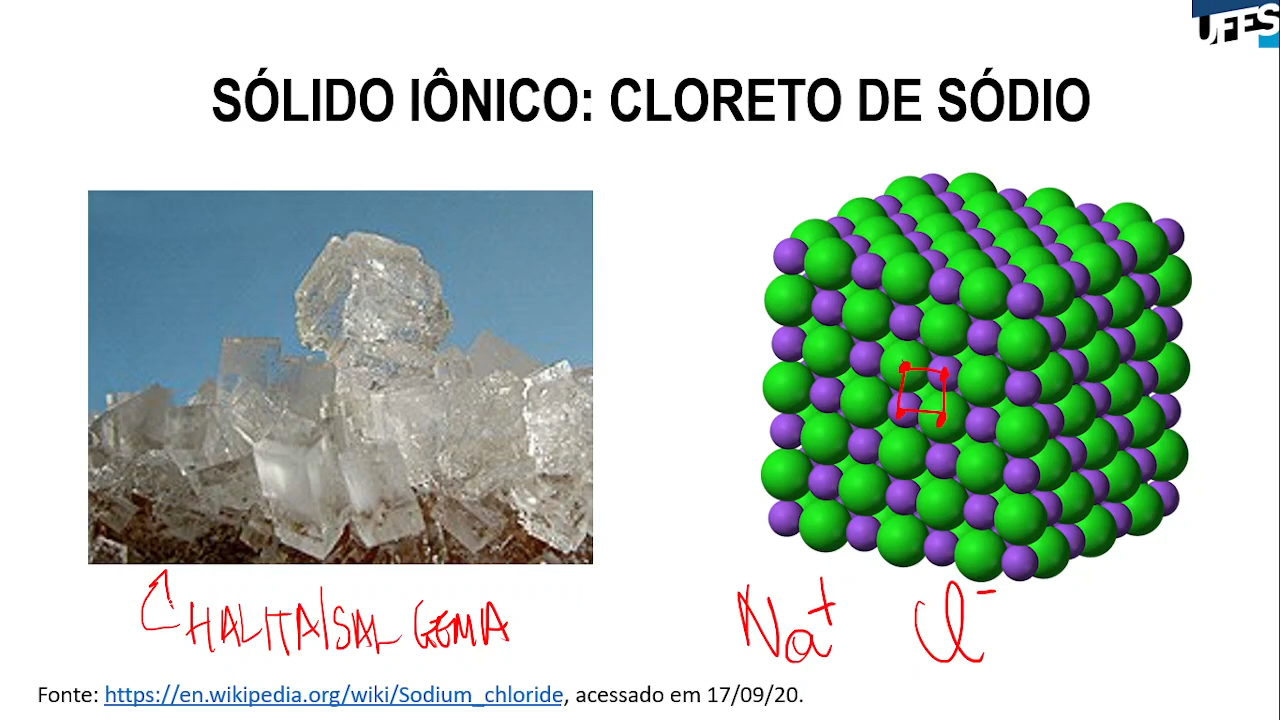 UFES
SÓLIDO IÔNICO: CLORETO DE SÓDIO
HALITA/SAL GEMA
Na+ Cl-
Fonte: https://en.wikipedia.org/wiki/Sodium_chloride, acessado em 17/09/20.